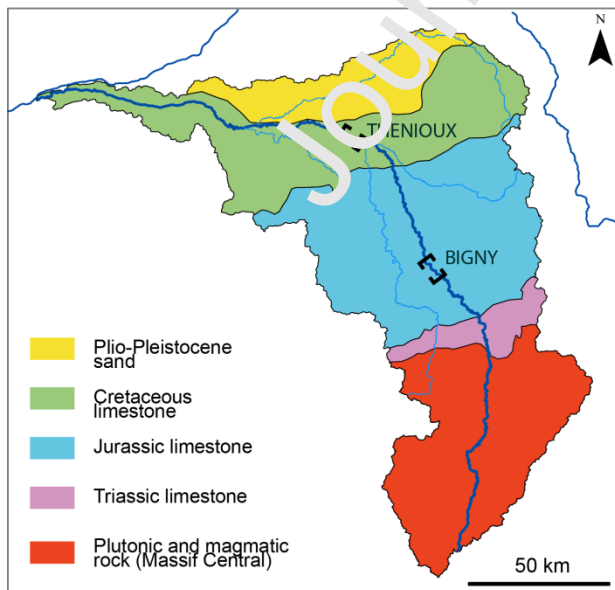 Jour
N
THENIOUX
BIGNY
Plio-Pleistocene
sand
Cretaceous
limestone
Jurassic limestone
Triassic limestone
Plutonic and magmatic
rock (Massif Central)
50 km